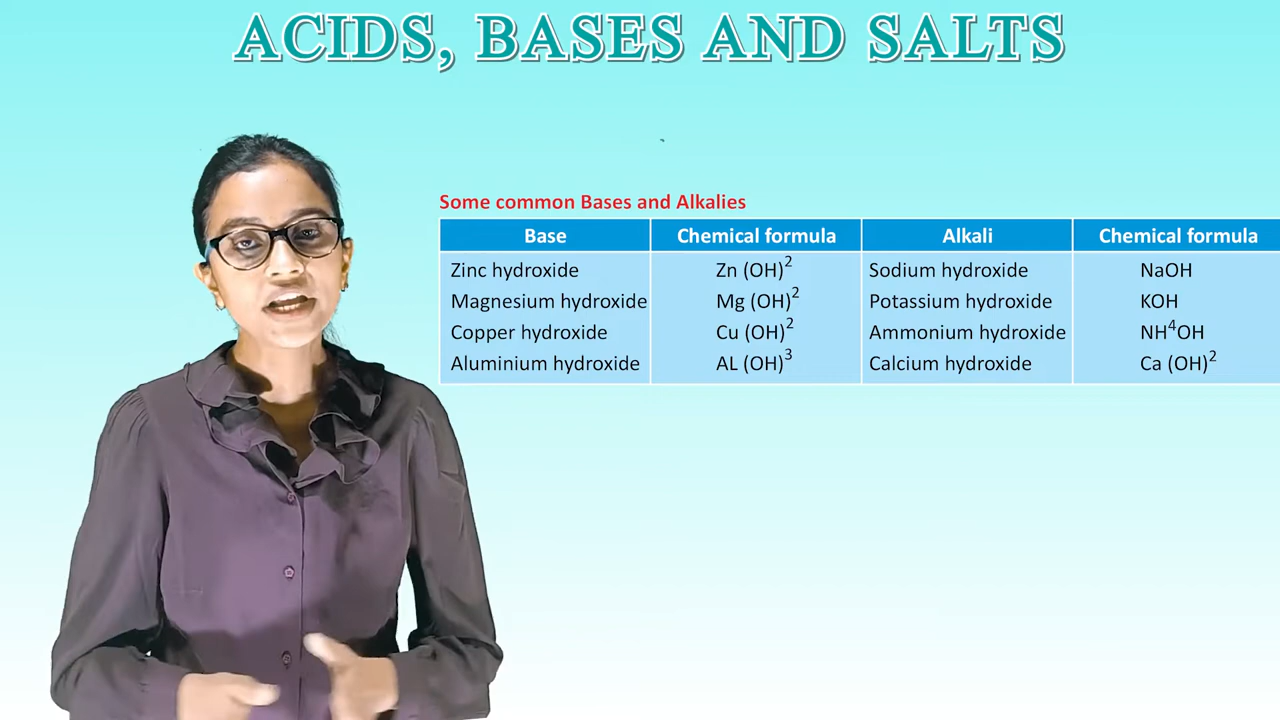 ACIDS, BASES AND SALTS
Some common Bases and Alkalies
Base Chemical formula Alkali Chemical formula
Zinc hydroxide Zn (OH)² Sodium hydroxide NaOH
Magnesium hydroxide Mg (OH)² Potassium hydroxide KOH
Copper hydroxide Cu (OH)² Ammonium hydroxide NH⁴OH
Aluminium hydroxide AL (OH)³ Calcium hydroxide Ca (OH)²